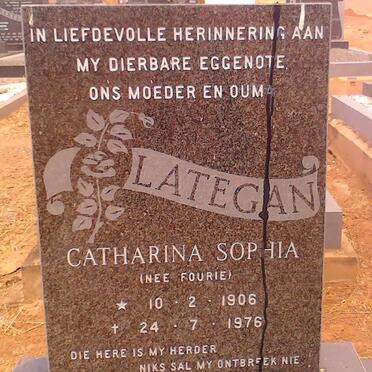 IN LIEFDEVOLLE HERINNERING AAN
MY DIERBARE EGGENOTE,
ONS MOEDER EN OUMA
LATEGAN
CATHARINA SOPHIA
(NEE FOURIE)
★ 10 - 2 - 1906
† 24 - 7 - 1976
DIE HERE IS MY HERDER
NIKS SAL MY ONTBREEK NIE